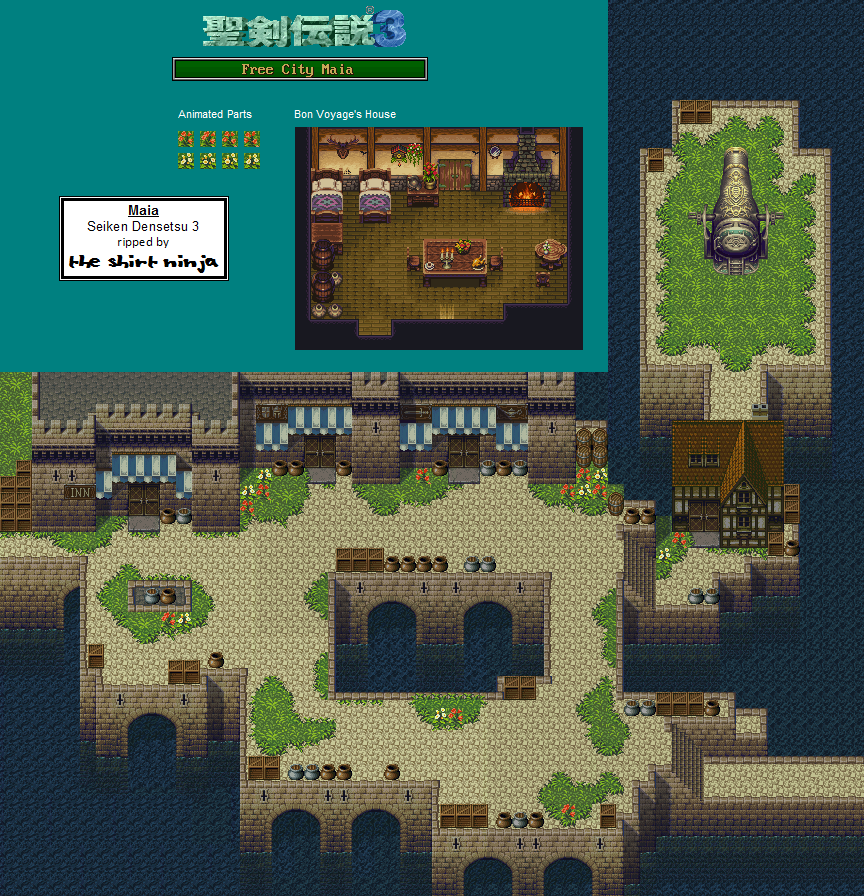 聖剣伝説3
Free City Maia
Animated Parts
Bon Voyage's House
Maia
Seiken Densetsu 3
ripped by
the shirt ninja
INN